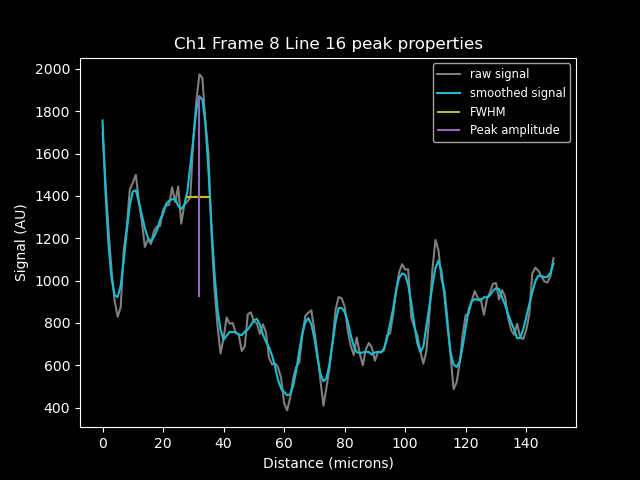 Ch1 Frame 8 Line 16 peak properties
raw signal
smoothed signal
FWHM
Peak amplitude
Signal (AU)
2000
1800
1600
1400
1200
1000
800
600
400
0 20 40 60 80 100 120 140
Distance (microns)